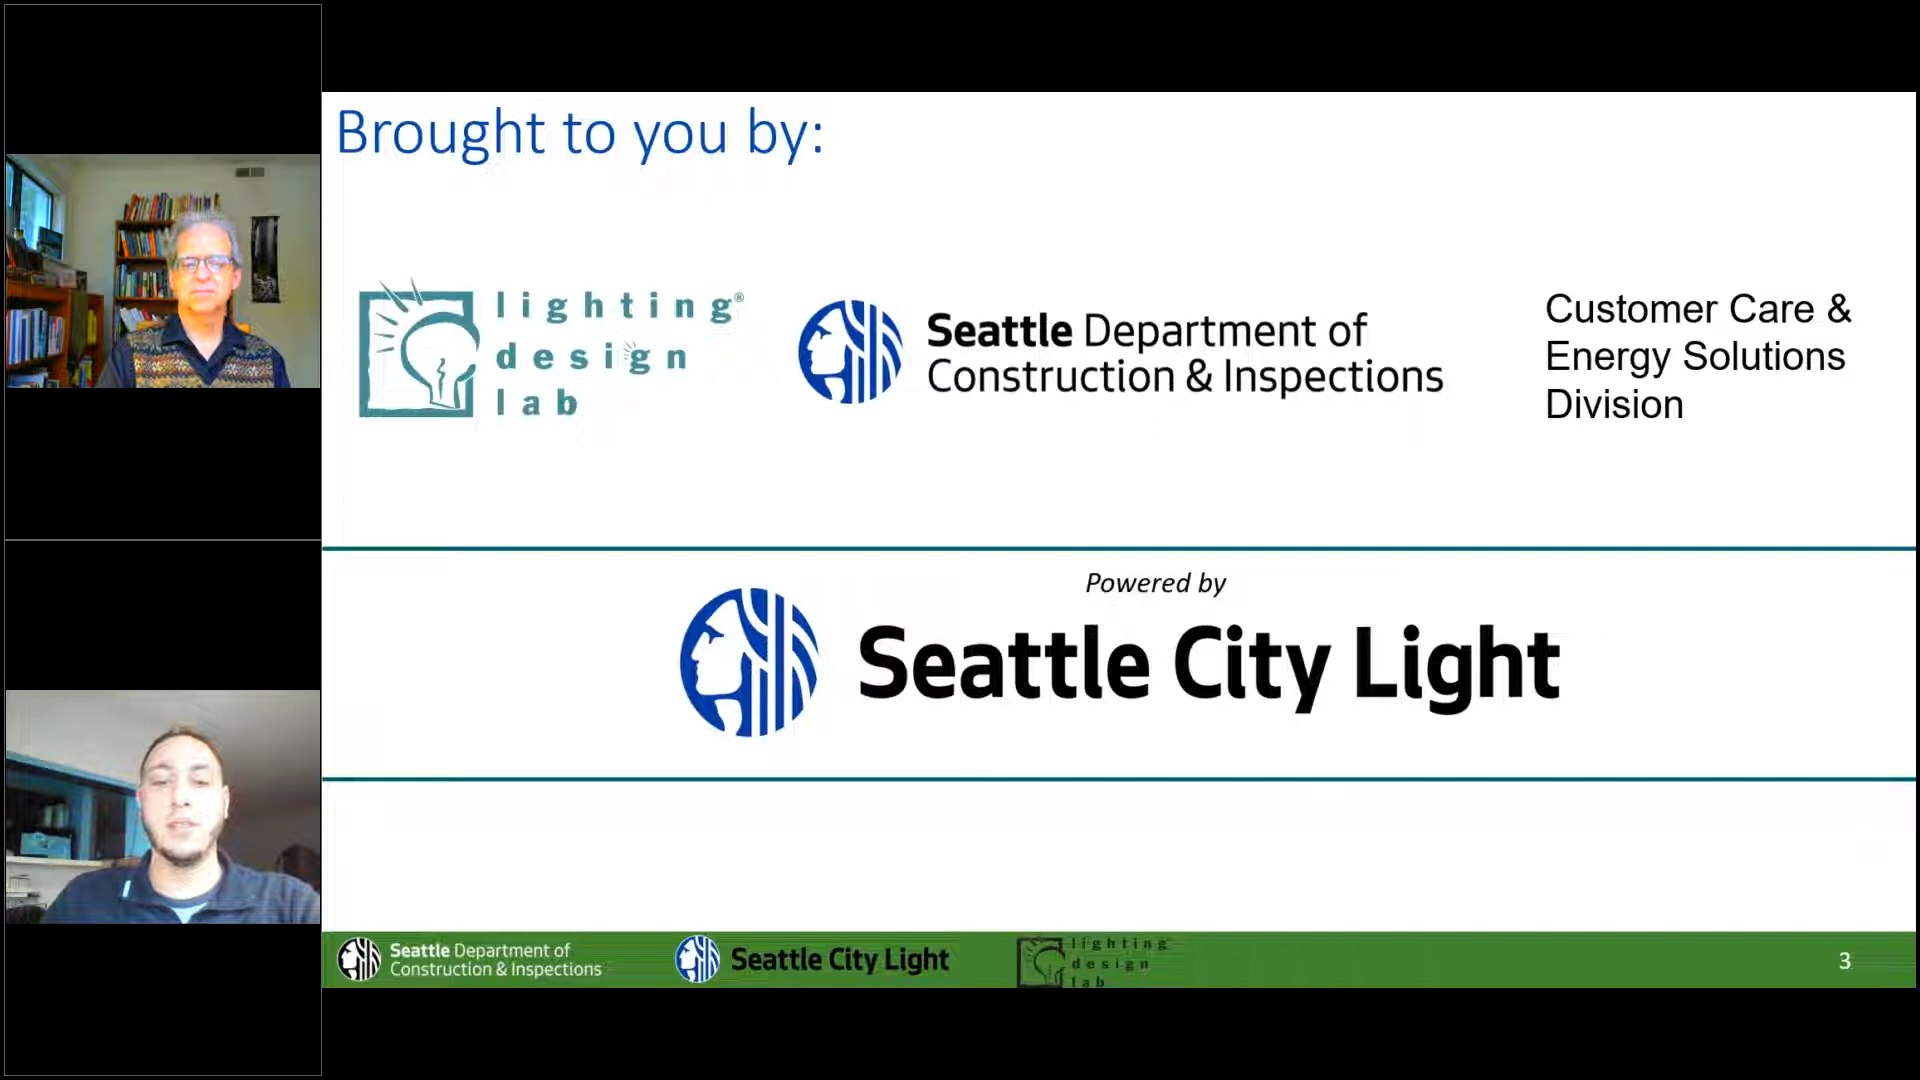 Brought to you by:
lighting®
design
lab
Seattle Department of
Construction & Inspections
Customer Care &
Energy Solutions
Division
Powered by
Seattle City Light
Seattle Department of
Construction & Inspections
Seattle City Light
lighting
design
lab
3